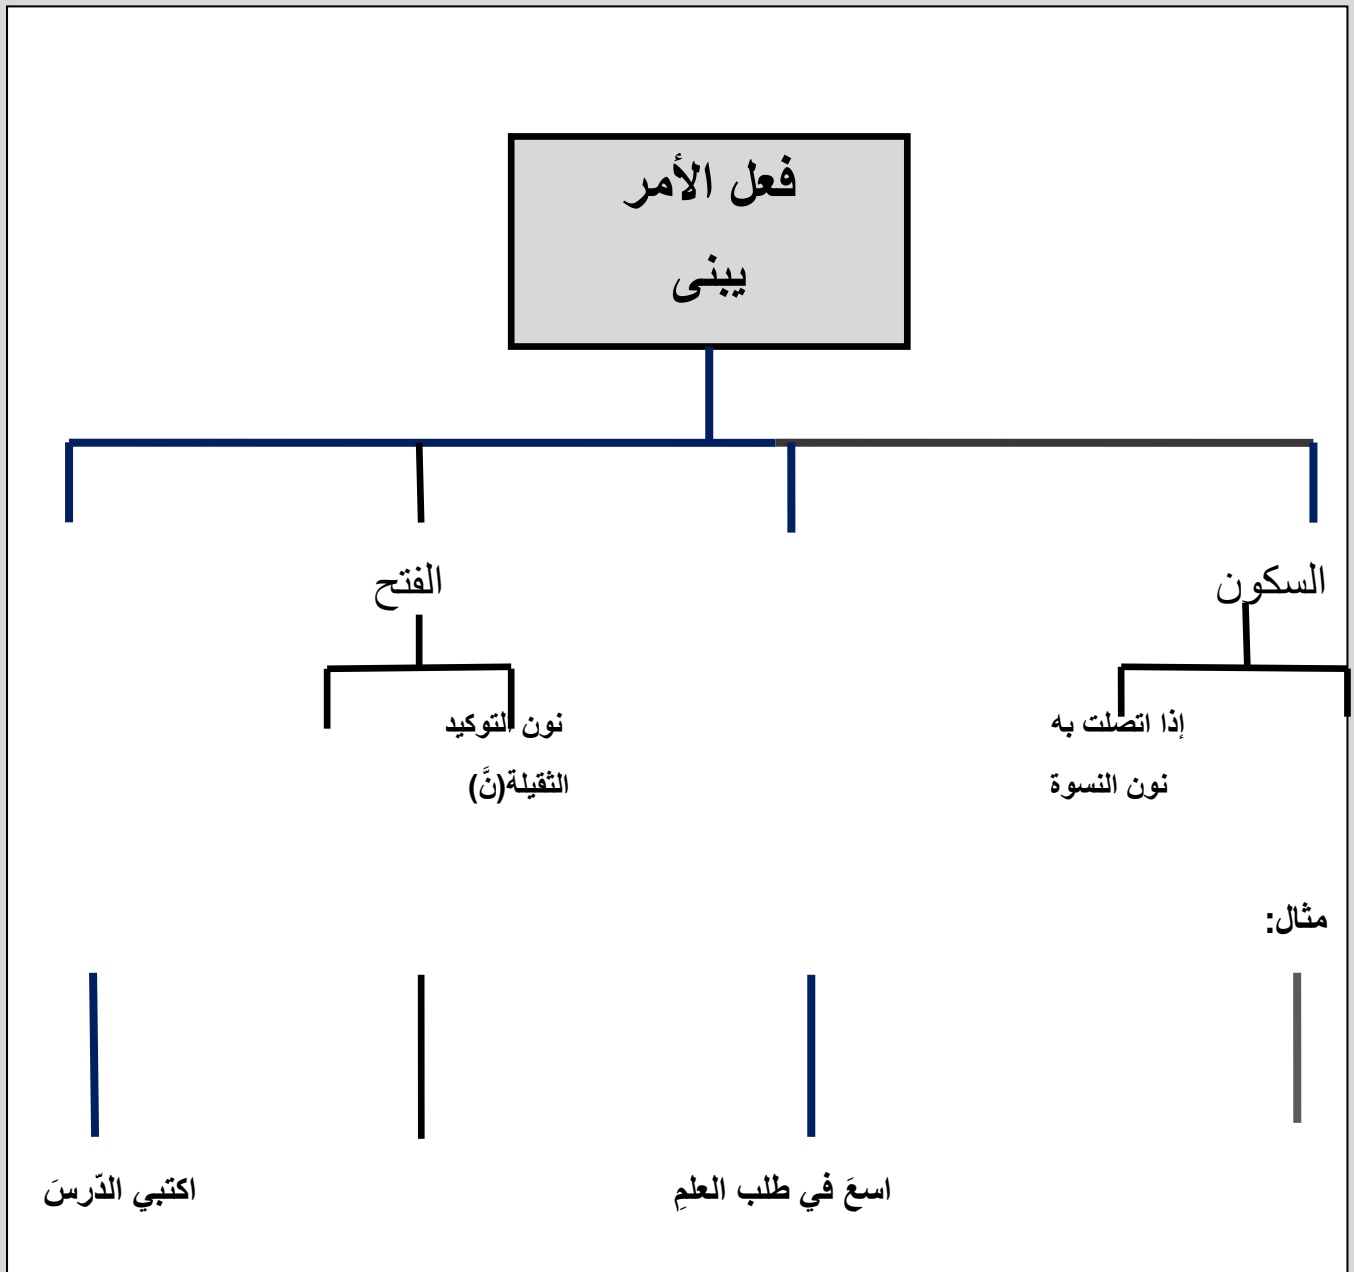 فعل الأمر
يبنى
السكون
الفتح
إذا اتصلت به
نون النسوة
نون التوكيد
الثقيلة(نَّ)
مثال:
اسعَ في طلب العلمِ
اكتبي الدّرسَ